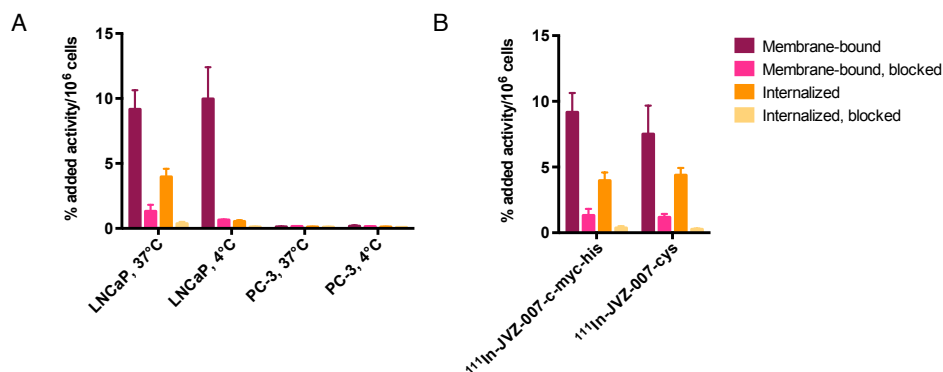 A
% added activity/10⁶ cells
15
10
5
0
LNCaP, 37°C
LNCaP, 4°C
PC-3, 37°C
PC-3, 4°C
B
% added activity/10⁶ cells
15
10
5
0
¹¹¹In-JVZ-007-c-myc-his
¹¹¹In-JVZ-007-cys
Membrane-bound
Membrane-bound, blocked
Internalized
Internalized, blocked